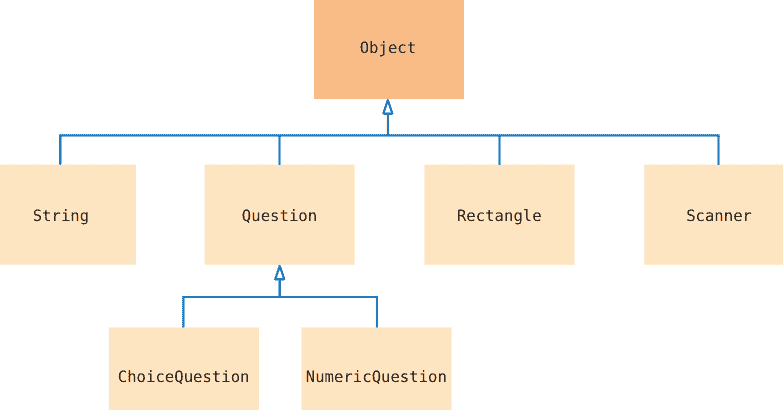 Object
String
Question
Rectangle
Scanner
ChoiceQuestion
NumericQuestion